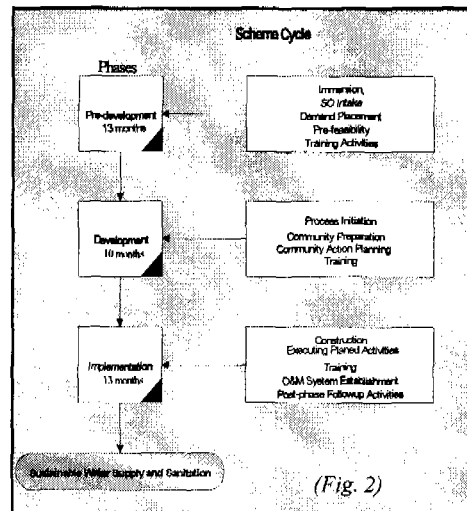 Scheme Cycle
Phases
Pre-development
13 months
Immersion,
SO Intake
Demand Placement
Pre-feasibility
Training Activities
Development
10 months
Process Initiation
Community Preparation
Community Action Planning
Training
Implementation
13 months
Construction
Executing Planed Activities
Training
O&M System Establishment
Post-phase Followup Activities
Sustainable Water Supply and Sanitation
(Fig. 2)